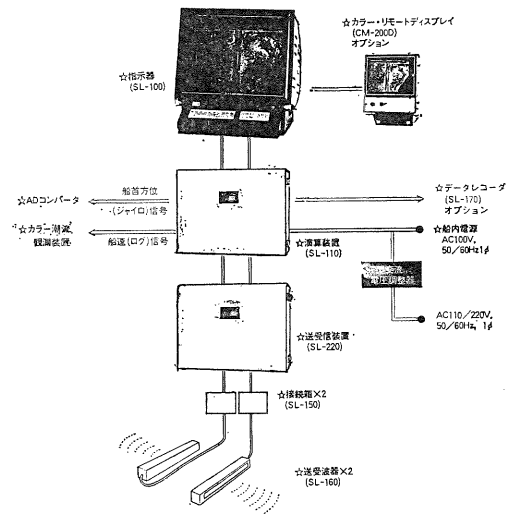 ☆カラー・リモートディスプレイ
(CM-200D)
オプション
☆指示器
(SL-100)
船首方位
☆ADコンバータ
(ジャイロ)信号
☆カラー潮流
観測装置
船速(ログ)信号
☆データレコーダ
(SL-170)
オプション
☆演算装置
(SL-110)
☆船内電源
AC100V,
50/60Hz1φ
電圧調整器
AC110/220V,
50/60Hz, 1φ
☆送受信装置
(SL-220)
☆接続箱×2
(SL-150)
☆送受波器×2
(SL-160)